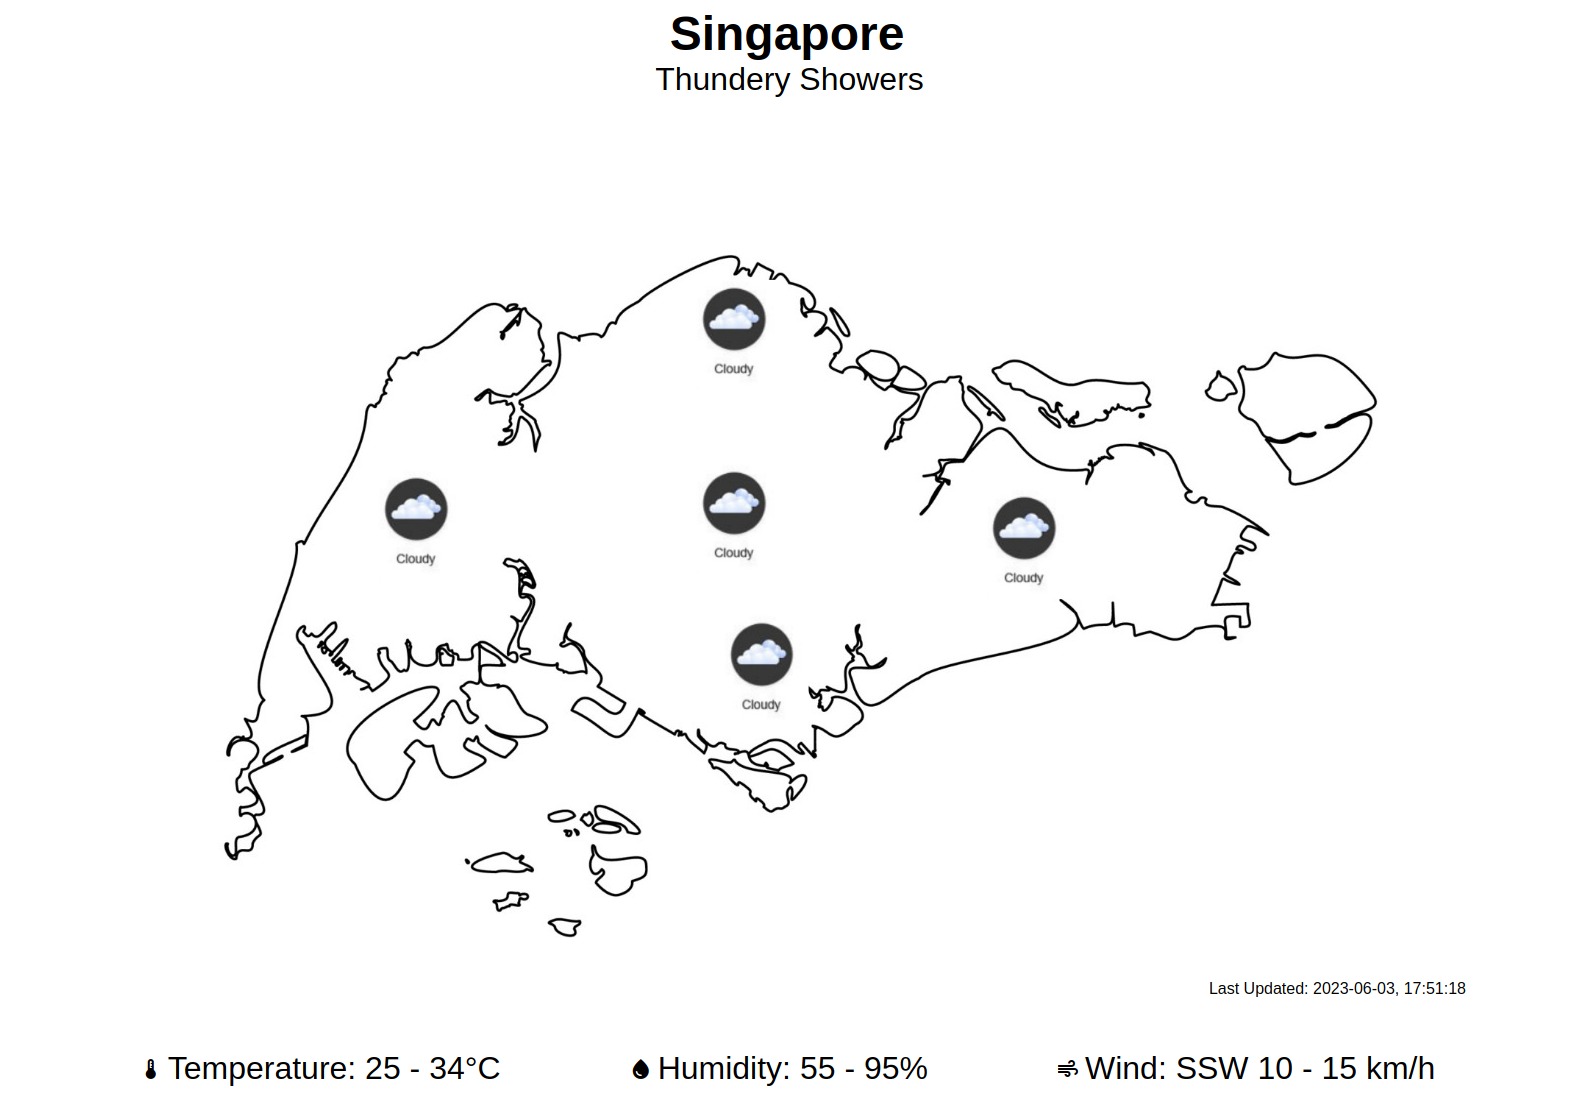 Singapore
Thundery Showers
Cloudy
Cloudy
Cloudy
Cloudy
Cloudy
Last Updated: 2023-06-03, 17:51:18
Temperature: 25 - 34°C
Humidity: 55 - 95%
Wind: SSW 10 - 15 km/h